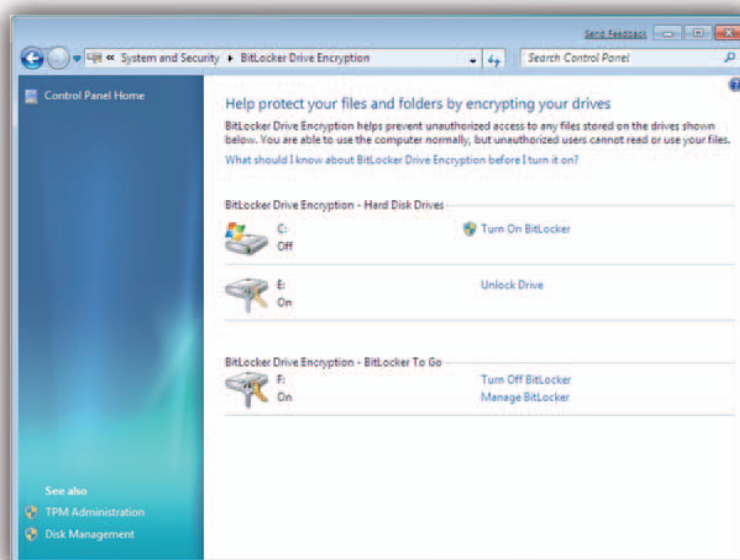 Send Feedback
« System and Security ▸ BitLocker Drive Encryption
Search Control Panel
Control Panel Home
Help protect your files and folders by encrypting your drives
BitLocker Drive Encryption helps prevent unauthorized access to any files stored on the drives shown
below. You are able to use the computer normally, but unauthorized users cannot read or use your files.
What should I know about BitLocker Drive Encryption before I turn it on?
BitLocker Drive Encryption - Hard Disk Drives
C: Turn On BitLocker
Off
E: Unlock Drive
On
BitLocker Drive Encryption - BitLocker To Go
F: Turn Off BitLocker
On Manage BitLocker
See also
TPM Administration
Disk Management